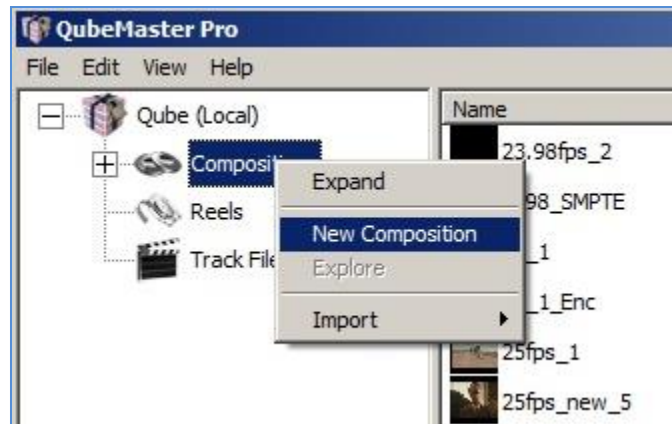 QubeMaster Pro
File Edit View Help
Qube (Local)
Name
23.98fps_2
Expand
98_SMPTE
Reels
New Composition
_1
Track File
Explore
_1_Enc
Import
25fps_1
25fps_new_5